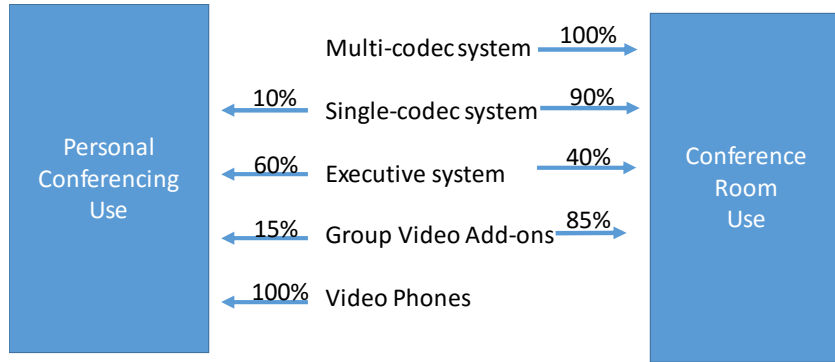 Multi-codec system 100%
10% Single-codec system 90%
60% Executive system 40%
15% Group Video Add-ons 85%
100% Video Phones
Personal
Conferencing
Use
Conference
Room
Use